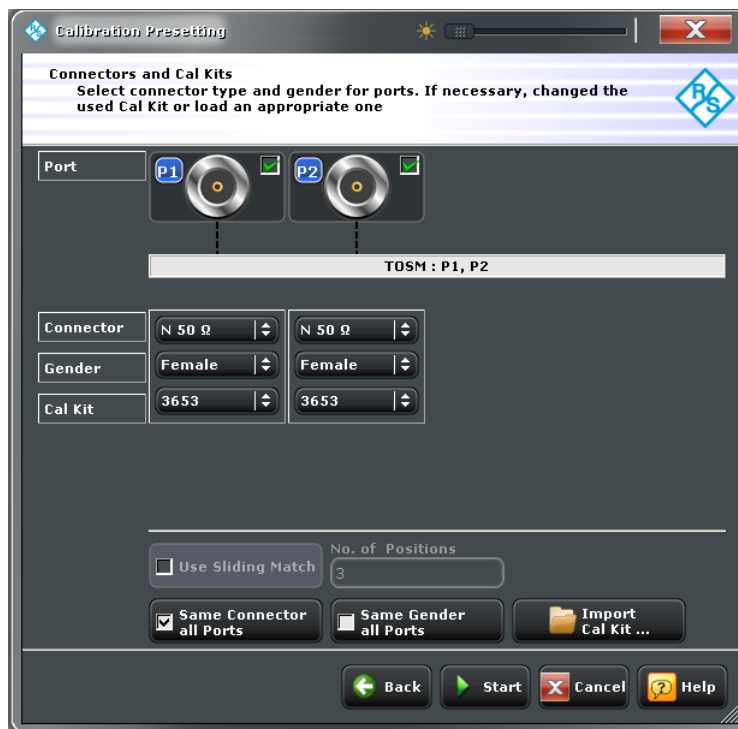 Calibration Presetting
Connectors and Cal Kits
Select connector type and gender for ports. If necessary, changed the
used Cal Kit or load an appropriate one
R S
Port
P1
P2
TOSM : P1, P2
Connector
N 50 Ω
N 50 Ω
Gender
Female
Female
Cal Kit
3653
3653
Use Sliding Match
No. of Positions
3
Same Connector
all Ports
Same Gender
all Ports
Import
Cal Kit ...
Back
Start
Cancel
Help